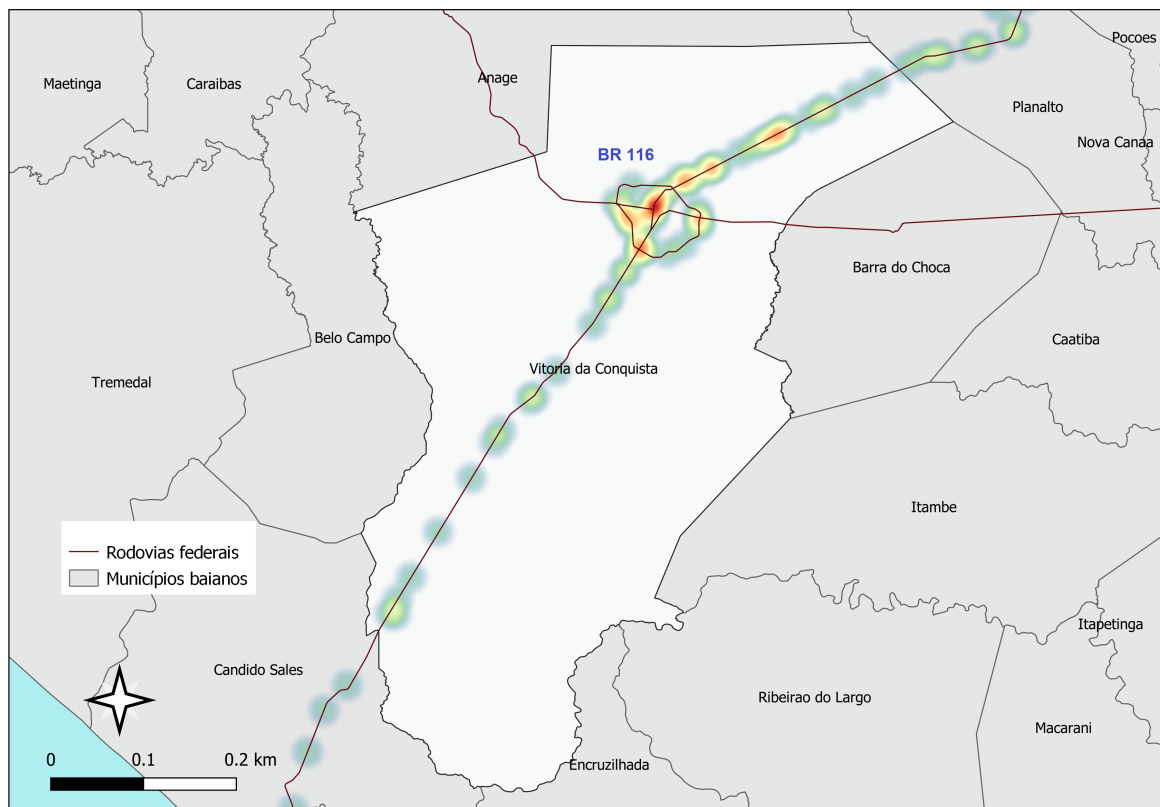 Pocoes
Maetinga
Caraibas
Anage
Planalto
Nova Canaa
BR 116
Barra do Choca
Belo Campo
Caatiba
Vitoria da Conquista
Tremedal
Itambe
Rodovias federais
Municípios baianos
Itapetinga
Candido Sales
Ribeirao do Largo
Macarani
0 0.1 0.2 km
Encruzilhada